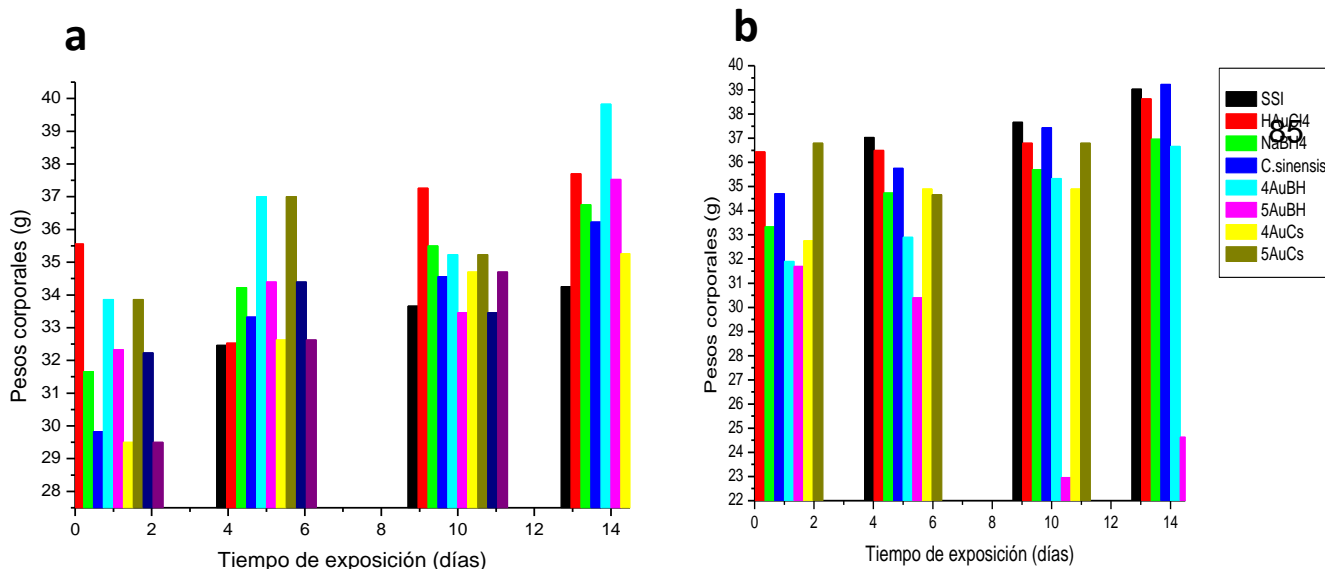 a
40
39
38
37
36
35
34
33
32
31
30
29
28
Pesos corporales (g)
0 2 4 6 8 10 12 14
Tiempo de exposición (días)
b
40
39
38
37
36
35
34
33
32
31
30
29
28
27
26
25
24
23
22
Pesos corporales (g)
0 2 4 6 8 10 12 14
Tiempo de exposición (días)
SSI
HAuCl4
85
NaBH4
C.sinensis
4AuBH
5AuBH
4AuCs
5AuCs